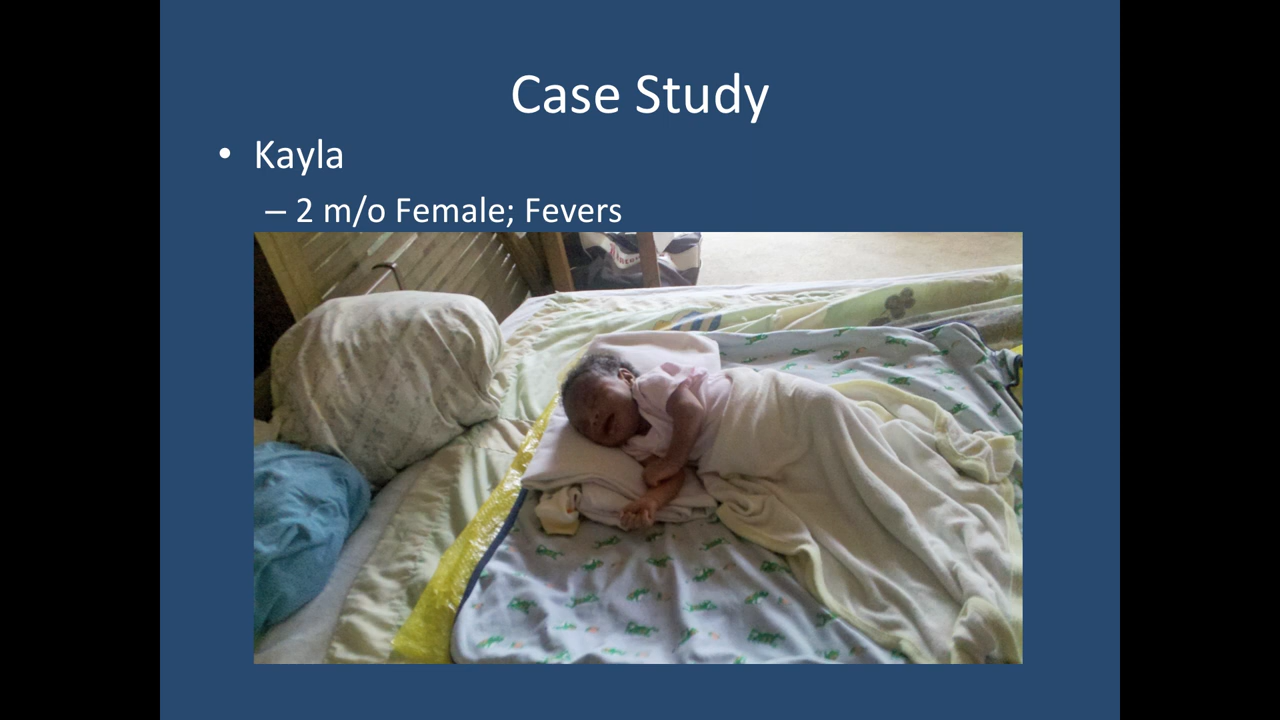 Case Study
• Kayla
– 2 m/o Female; Fevers